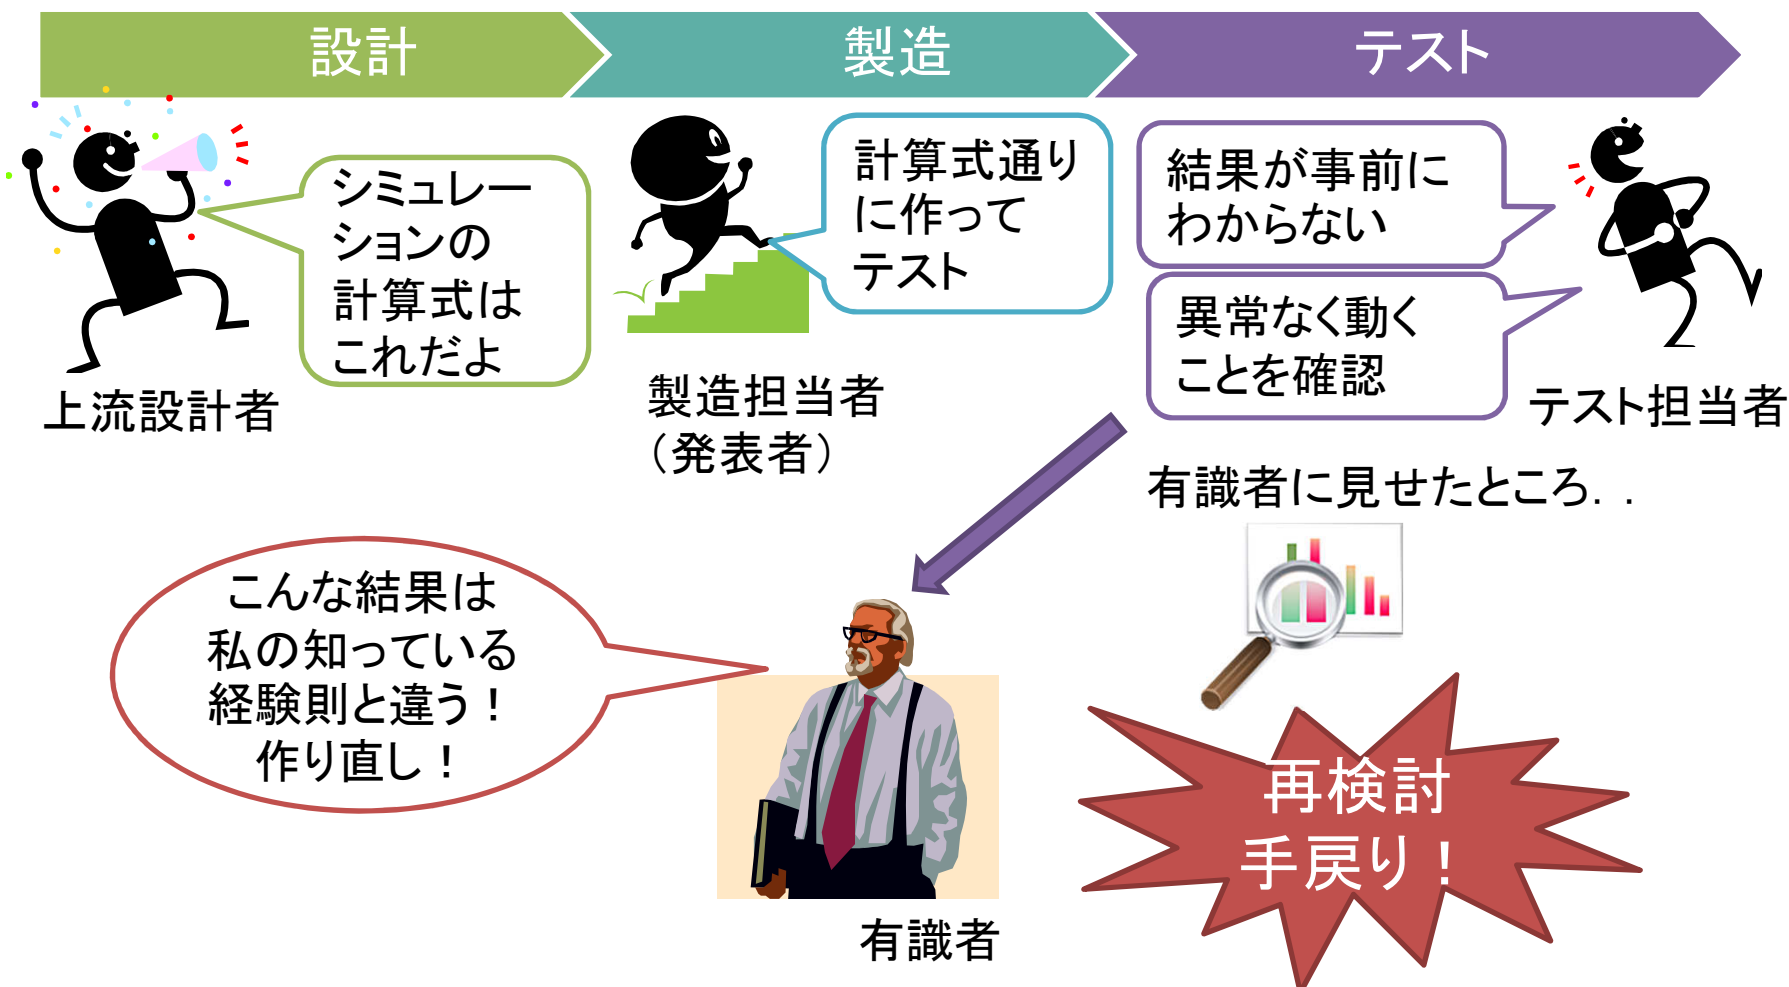 設計
製造
テスト
シミュレー
ションの
計算式は
これだよ
計算式通り
に作って
テスト
結果が事前に
わからない
異常なく動く
ことを確認
上流設計者
製造担当者
（発表者）
テスト担当者
有識者に見せたところ．．
こんな結果は
私の知っている
経験則と違う！
作り直し！
再検討
手戻り！
有識者